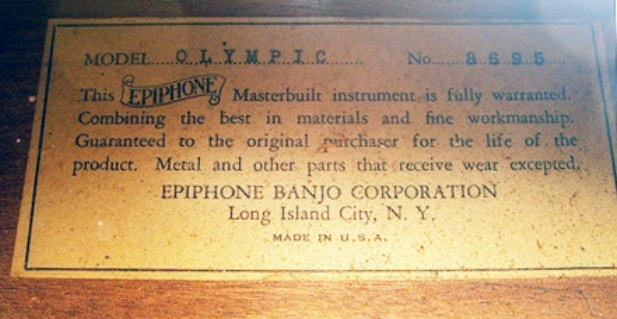 MODEL....OLYMPIC...... No.....8695.....
This EPIPHONE Masterbuilt instrument is fully warranted.
Combining the best in materials and fine workmanship.
Guaranteed to the original purchaser for the life of the
product. Metal and other parts that receive wear excepted.
EPIPHONE BANJO CORPORATION
Long Island City, N. Y.
MADE IN U.S.A.